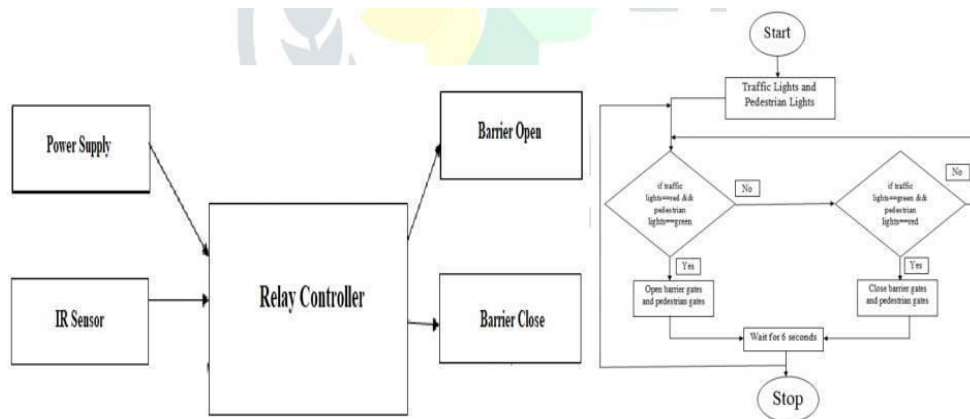 Power Supply
IR Sensor
Relay Controller
Barrier Open
Barrier Close
Start
Traffic Lights and
Pedestrian Lights
if traffic
lights==red &&
pedestrian
lights==green
No
if traffic
lights==green &&
pedestrian
lights==red
No
Yes
Open barrier gates
and pedestrian gates
Yes
Close barrier gates
and pedestrian gates
Wait for 6 seconds
Stop